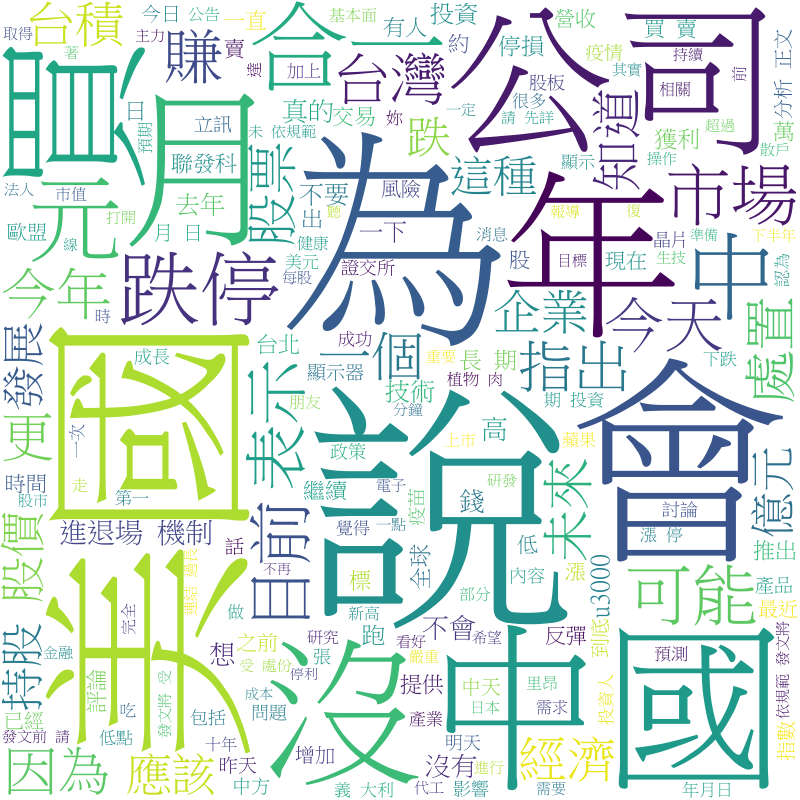 取得
今日 公告
一直
基本面
有人
投資
營收
買 賣
著
主力
賣
台積
合一
公司
賺
達
加上
約
停損
疫情
持續
正文
分析
前
台灣
妳
股板
其實
相關
很多
一定
請 先詳
知道
獲利
萬
超過
散戶
買
月
日
預期
立訊
真的
交易
未 依規範
跌
為
這種
顯示
操作
元
聯發科
股票
不要
出
風險
市場
法人
市值
去年
聽
一下
年
報導
復
下半年
打開
歐盟
月 日
健康
消息
晶片
目標
準備
線
美元
證交所
股
現在
生技
認為
今年
跌停
每股
企業
中
時
今天
處置
發展
一個
成功
指出
台北
重要
長 期
下跌
成長
顯示器
植物 肉
技術
期 投資
國
說
會
更
表示
朋友
分鐘
政策
高
上市
蘋果
未來
億元
一次
時間
走
第一
繼續
電子
研發
錢
討論
漲 停
股市
股價
進退場 機制
目前
覺得
一點
疫苗
低
推出
話
不再
標
全球
內容
漲
u3000
可能
產品
美
完全
連結 過長
做
新高
部分
到底
最近
持股
之前
跑
不會
反彈
想
研究
張
看好
希望
中國
預測
評論
發文將 受
受 處份
嚴重
沒
金融
吃
成本
停利
提供
中天
里昂
投資人
依規範 發文將
已經
包括
問題
產業
日本
需求
指數
發文前 請
低點
十年
增加
明天
因為
應該
昨天
沒有
進行
經濟
中方
義 大利
代工
影響
需要
年月日